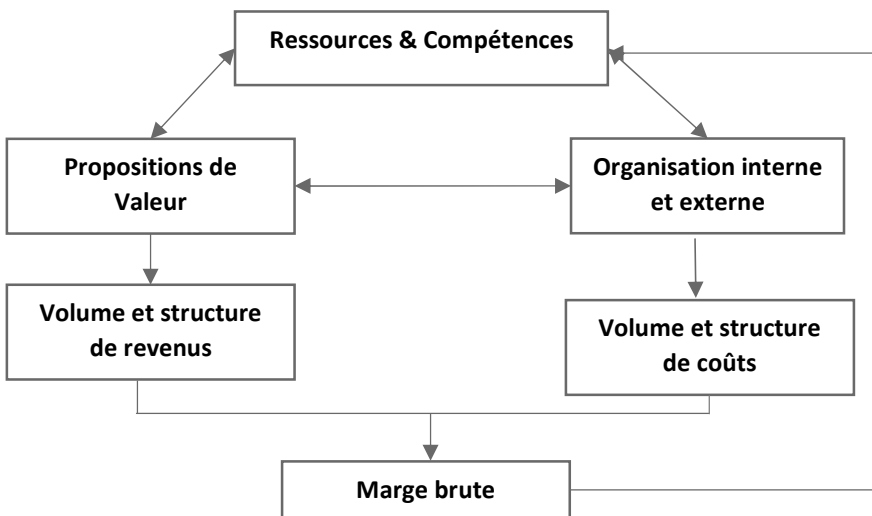 Ressources & Compétences
Propositions de
Valeur
Organisation interne
et externe
Volume et structure
de revenus
Volume et structure
de coûts
Marge brute